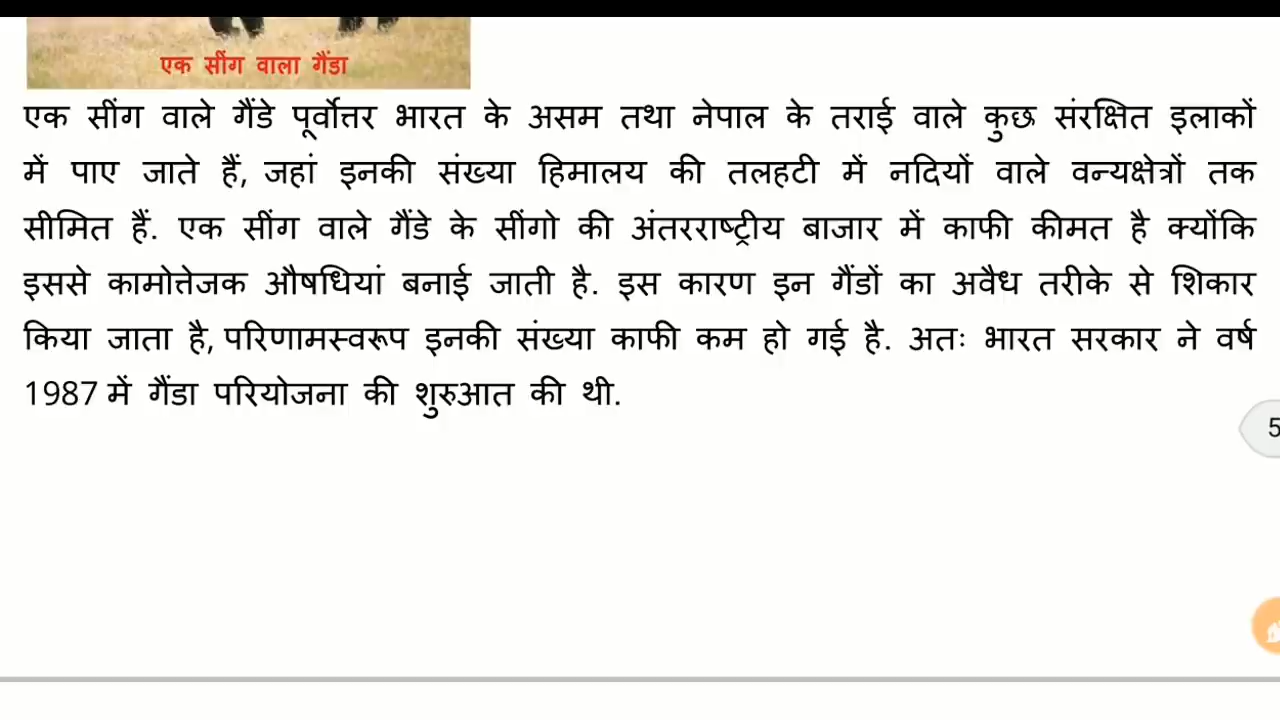 एक सींग वाला गैंडा
एक सींग वाले गैंडे पूर्वोत्तर भारत के असम तथा नेपाल के तराई वाले कुछ संरक्षित इलाकों
में पाए जाते हैं, जहां इनकी संख्या हिमालय की तलहटी में नदियों वाले वन्यक्षेत्रों तक
सीमित हैं. एक सींग वाले गैंडे के सींगो की अंतरराष्ट्रीय बाजार में काफी कीमत है क्योंकि
इससे कामोत्तेजक औषधियां बनाई जाती है. इस कारण इन गैंडों का अवैध तरीके से शिकार
किया जाता है, परिणामस्वरूप इनकी संख्या काफी कम हो गई है. अतः भारत सरकार ने वर्ष
1987 में गैंडा परियोजना की शुरुआत की थी.
5